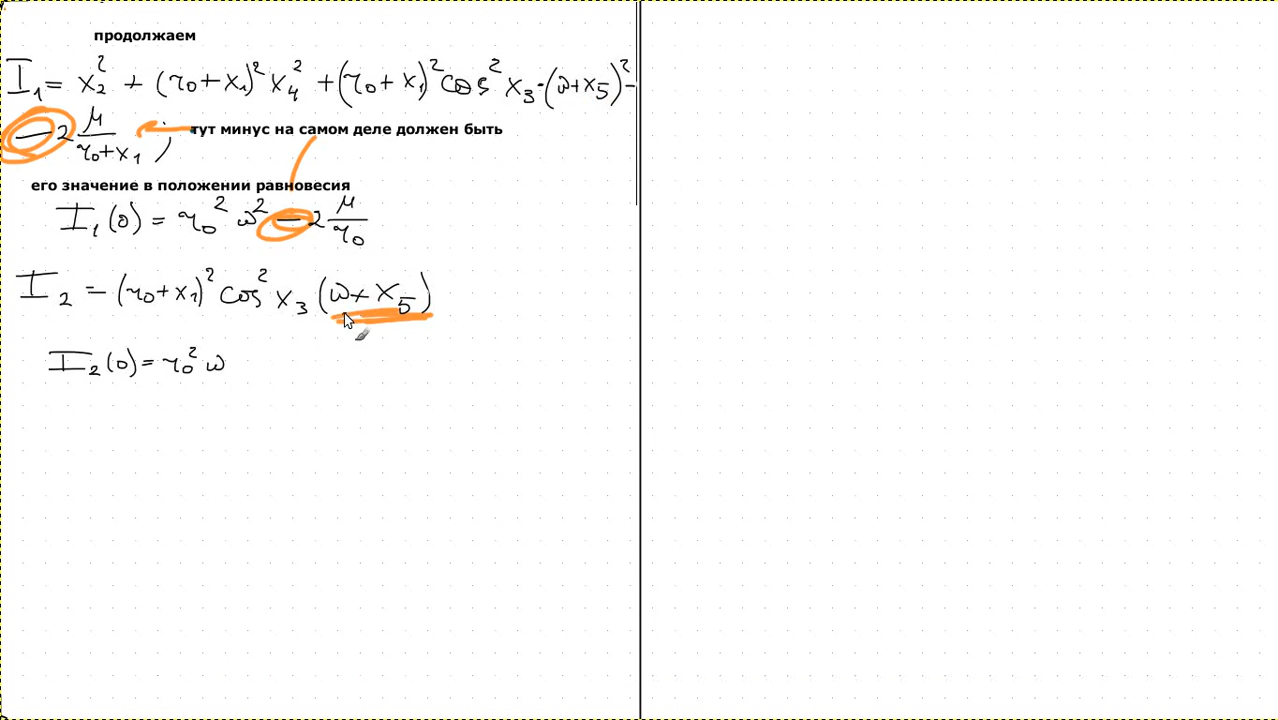 продолжаем
I₁ = x₂² + (r₀+x₁)² x₄² + (r₀+x₁)² cos² x₃·(ω+x₅)² −
− 2 μ/(r₀+x₁) ; тут минус на самом деле должен быть
его значение в положении равновесия
I₁(0) = r₀² ω² − 2 μ/r₀
I₂ = (r₀+x₁)² cos² x₃ (ω+x₅)
I₂(0) = r₀² ω